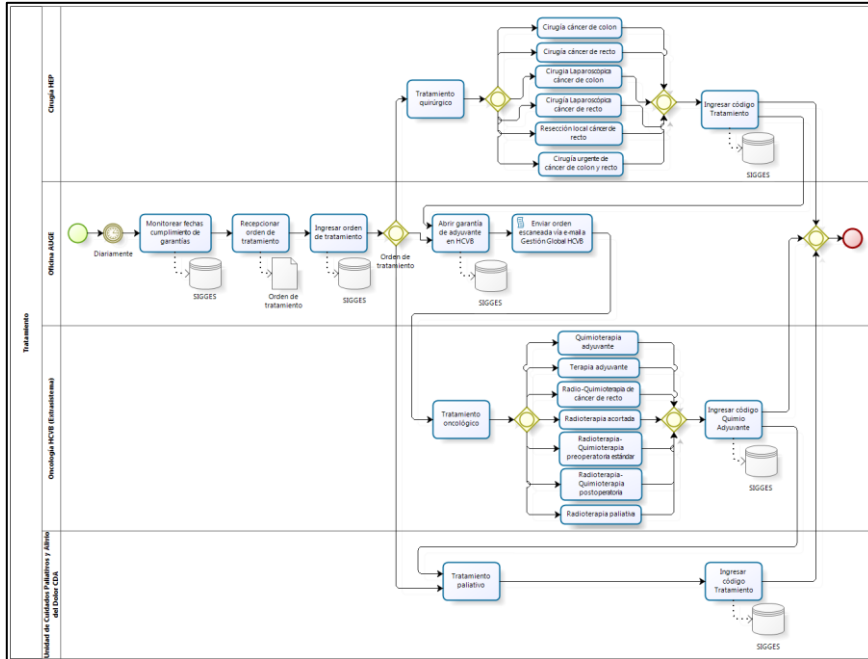 Tratamiento
Cirugía HEP
Tratamiento
quirúrgico
Cirugía cáncer de colon
Cirugía cáncer de recto
Cirugia Laparoscópica
cáncer de colon
Cirugía Laparoscópica
cáncer de recto
Resección local cáncer de
recto
Cirugía urgente de
cáncer de colon y recto
Ingresar código
Tratamiento
SIGGES
Oficina AUGE
Diariamente
Monitorear fechas
cumplimiento de
garantías
SIGGES
Recepcionar
orden de
tratamiento
Orden de
tratamiento
Ingresar orden
de tratamiento
SIGGES
Orden de
tratamiento
Abrir garantía
de adyuvante
en HCVB
SIGGES
Enviar orden
escaneada vía e-mail a
Gestión Global HCVB
Oncología HCVB (Extrasistema)
Tratamiento
oncológico
Quimioterapia
adyuvante
Terapia adyuvante
Radio-Quimioterapia de
cáncer de recto
Radioterapia acortada
Radioterapia-
Quimioterapia
preoperatoria estándar
Radioterapia-
Quimioterapia
postoperatoria
Radioterapia paliativa
Ingresar código
Quimio
Adyuvante
SIGGES
Unidad de Cuidados Paliativos y Alivio
del Dolor CDA
Tratamiento
paliativo
Ingresar
código
Tratamiento
SIGGES